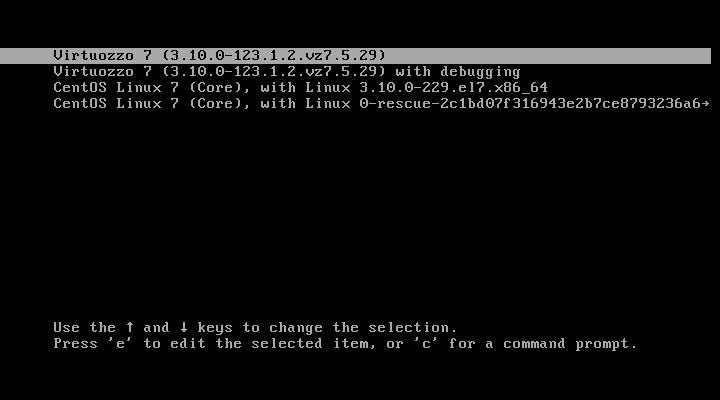 Virtuozzo 7 (3.10.0-123.1.2.vz7.5.29)
Virtuozzo 7 (3.10.0-123.1.2.vz7.5.29) with debugging
CentOS Linux 7 (Core), with Linux 3.10.0-229.el7.x86_64
CentOS Linux 7 (Core), with Linux 0-rescue-2c1bd07f316943e2b7ce8793236a6→
Use the ↑ and ↓ keys to change the selection.
Press 'e' to edit the selected item, or 'c' for a command prompt.